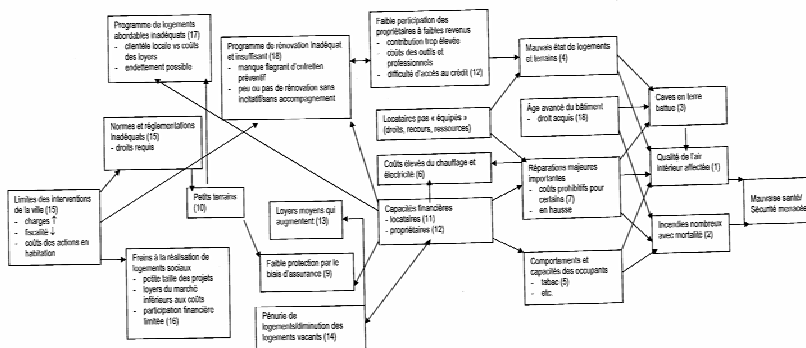 Programme de logements
abordables inadéquats (17)
- clientèle locale vs coûts
des loyers
- endettement possible
Programme de rénovation inadéquat
et insuffisant (18)
- manque flagrant d'entretien
préventif
- peu ou pas de rénovation sans
incitatifs/sans accompagnement
Faible participation des
propriétaires à faibles revenus
- contribution trop élevée
- coûts des outils et
professionnels
- difficulté d'accès au crédit (12)
Mauvais état de logements
et terrains (4)
Locataires pas « équipés »
(droits, recours, ressources)
Âge avancé du bâtiment
- droit acquis (18)
Caves en terre
battue (3)
Normes et réglementations
inadéquats (15)
- droits requis
Coûts élevés du chauffage et
électricité (6)
Réparations majeures
importantes
- coûts prohibitifs pour
certains (7)
- en hausse
Qualité de l'air
intérieur affectée (1)
Limites des interventions
de la ville (15)
- charges ↑
- fiscalité ↓
- coûts des actions en
habitation
Petits terrains
(10)
Loyers moyens qui
augmentent (13)
Capacités financières
- locataires (11)
- propriétaires (12)
Mauvaise santé/
Sécurité menacée
Incendies nombreux
avec mortalité (2)
Freins à la réalisation de
logements sociaux
- petite taille des projets
- loyers du marché
inférieurs aux coûts
- participation financière
limitée (16)
Faible protection par le
biais d'assurance (9)
Comportements et
capacités des occupants
- tabac (5)
- etc.
Pénurie de
logements/diminution des
logements vacants (14)